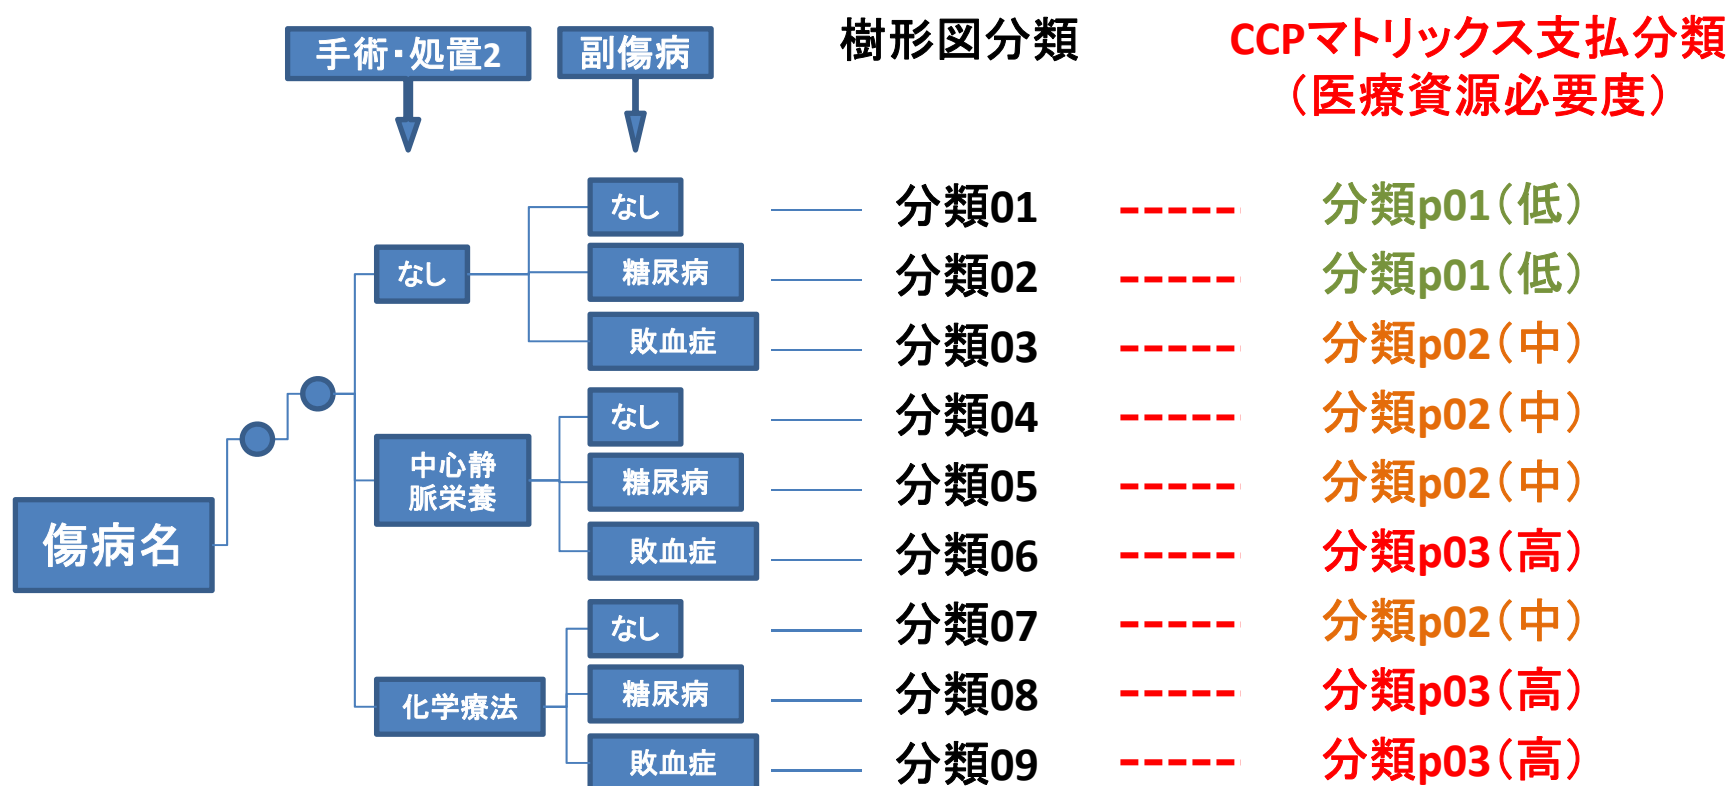 手術・処置2
副傷病
樹形図分類
CCPマトリックス支払分類
（医療資源必要度）
傷病名
なし
なし
分類01
分類p01（低）
糖尿病
分類02
分類p01（低）
敗血症
分類03
分類p02（中）
中心静
脈栄養
なし
分類04
分類p02（中）
糖尿病
分類05
分類p02（中）
敗血症
分類06
分類p03（高）
化学療法
なし
分類07
分類p02（中）
糖尿病
分類08
分類p03（高）
敗血症
分類09
分類p03（高）